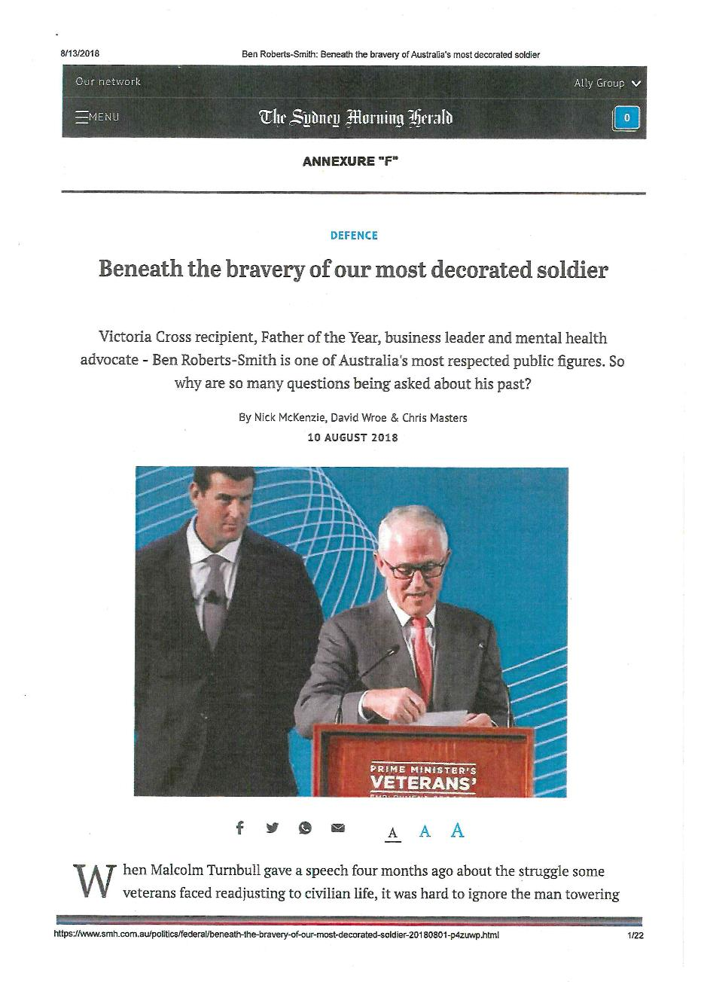 8/13/2018 Ben Roberts-Smith: Beneath the bravery of Australia's most decorated soldier
Our network Ally Group
MENU The Sydney Morning Herald 0
ANNEXURE "F"
DEFENCE
Beneath the bravery of our most decorated soldier
Victoria Cross recipient, Father of the Year, business leader and mental health
advocate - Ben Roberts-Smith is one of Australia's most respected public figures. So
why are so many questions being asked about his past?
By Nick McKenzie, David Wroe & Chris Masters
10 AUGUST 2018
PRIME MINISTER'S
VETERANS'
A A A
When Malcolm Turnbull gave a speech four months ago about the struggle some
veterans faced readjusting to civilian life, it was hard to ignore the man towering
https://www.smh.com.au/politics/federal/beneath-the-bravery-of-our-most-decorated-soldier-20180801-p4zuwp.html 1/22